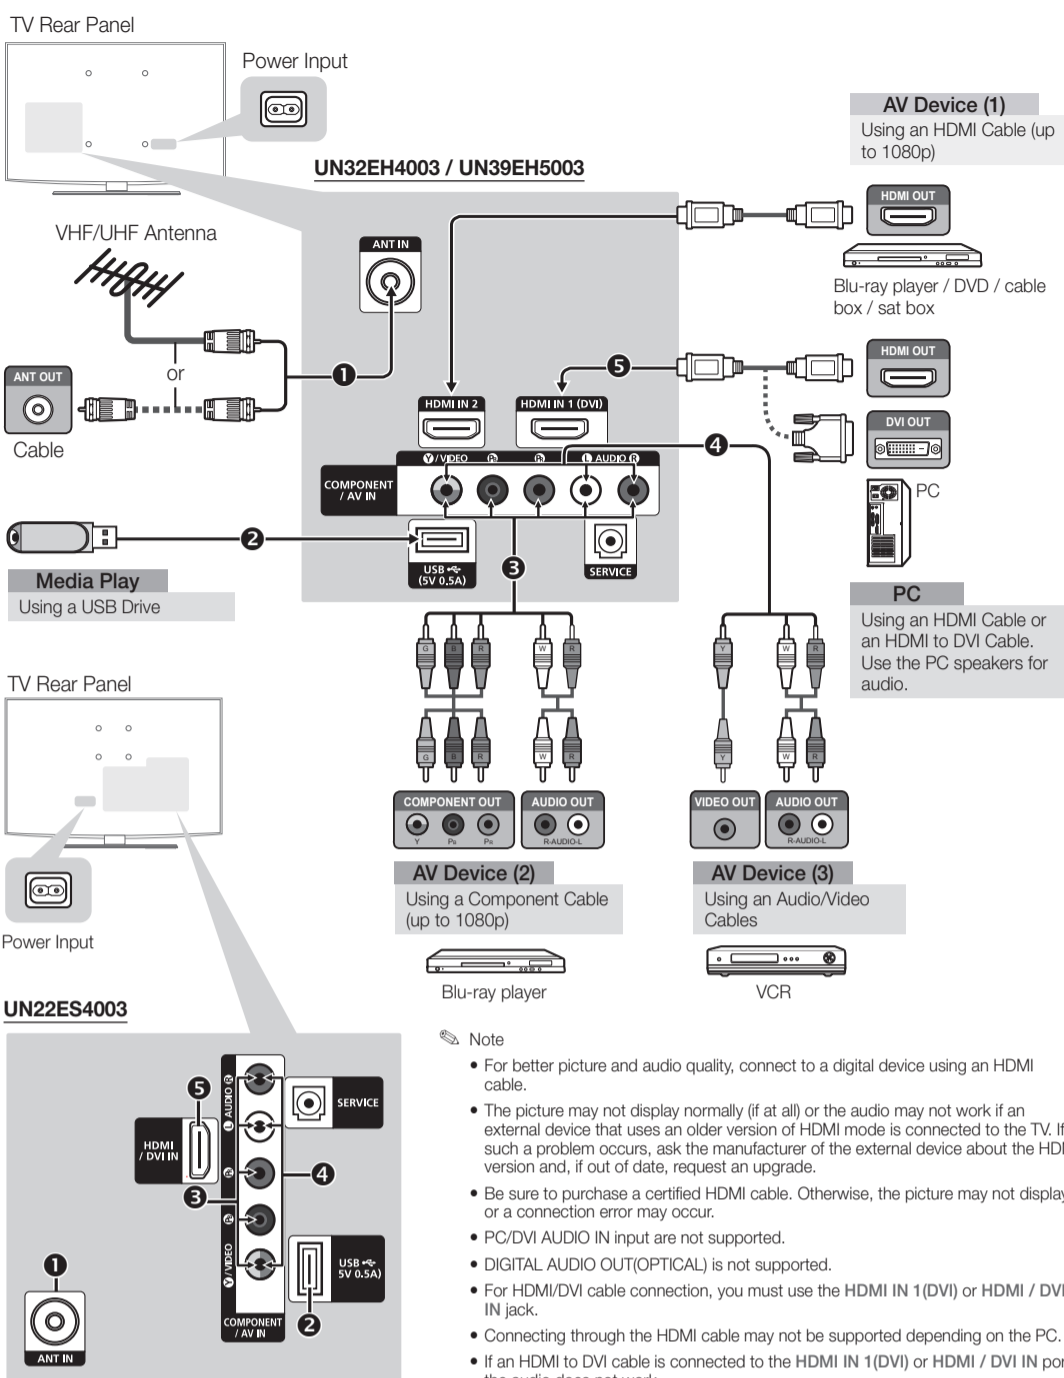 TV Rear Panel
Power Input
UN32EH4003 / UN39EH5003
AV Device (1)
Using an HDMI Cable (up
to 1080p)
HDMI OUT
Blu-ray player / DVD / cable
box / sat box
VHF/UHF Antenna
ANT IN
ANT OUT
or
Cable
❶
❺
HDMI OUT
DVI OUT
PC
HDMI IN 2
HDMI IN 1 (DVI)
❹
COMPONENT
/ AV IN
Ⓨ/VIDEO
Ⓛ AUDIO Ⓡ
❷
USB
(5V 0.5A)
❸
SERVICE
Media Play
Using a USB Drive
PC
Using an HDMI Cable or
an HDMI to DVI Cable.
Use the PC speakers for
audio.
G B R W R
Y W R
G B R W R
Y W R
COMPONENT OUT
Y
AUDIO OUT
R-AUDIO-L
VIDEO OUT
AUDIO OUT
R-AUDIO-L
AV Device (2)
Using a Component Cable
(up to 1080p)
Blu-ray player
AV Device (3)
Using an Audio/Video
Cables
VCR
TV Rear Panel
Power Input
UN22ES4003
❺
HDMI
/ DVI IN
Ⓛ AUDIO Ⓡ
SERVICE
❸
❹
Ⓨ/VIDEO
USB
5V 0.5A)
❷
COMPONENT
/ AV IN
❶
ANT IN
Note
• For better picture and audio quality, connect to a digital device using an HDMI
cable.
• The picture may not display normally (if at all) or the audio may not work if an
external device that uses an older version of HDMI mode is connected to the TV. If
such a problem occurs, ask the manufacturer of the external device about the HD
version and, if out of date, request an upgrade.
• Be sure to purchase a certified HDMI cable. Otherwise, the picture may not display
or a connection error may occur.
• PC/DVI AUDIO IN input are not supported.
• DIGITAL AUDIO OUT(OPTICAL) is not supported.
• For HDMI/DVI cable connection, you must use the HDMI IN 1(DVI) or HDMI / DVI
IN jack.
• Connecting through the HDMI cable may not be supported depending on the PC.
• If an HDMI to DVI cable is connected to the HDMI IN 1(DVI) or HDMI / DVI IN por